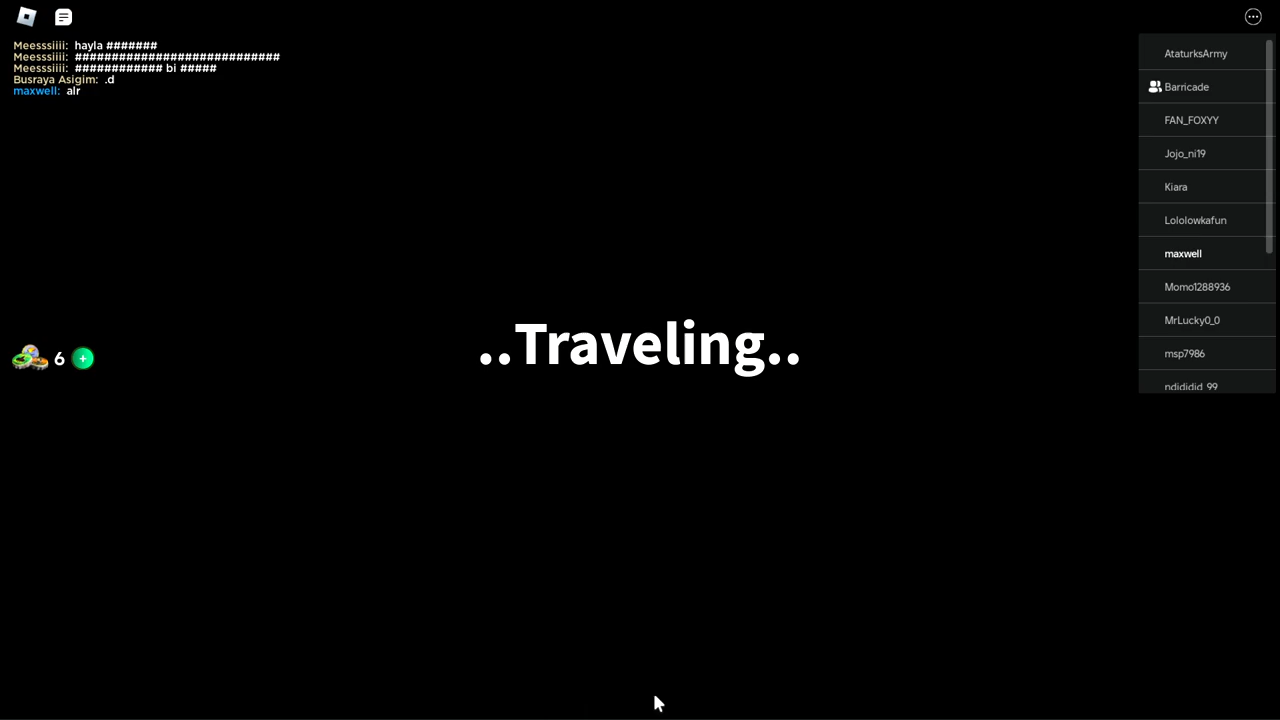 Meesssiiii: hayla #######
Meesssiiii: ############################
Meesssiiii: ############ bi #####
Busraya Asigim: .d
maxwell: alr
AtaturksArmy
Barricade
FAN_FOXYY
Jojo_ni19
Kiara
Lololowkafun
maxwell
Momo1288936
MrLucky0_0
msp7986
ndididid_99
..Traveling..
6
+